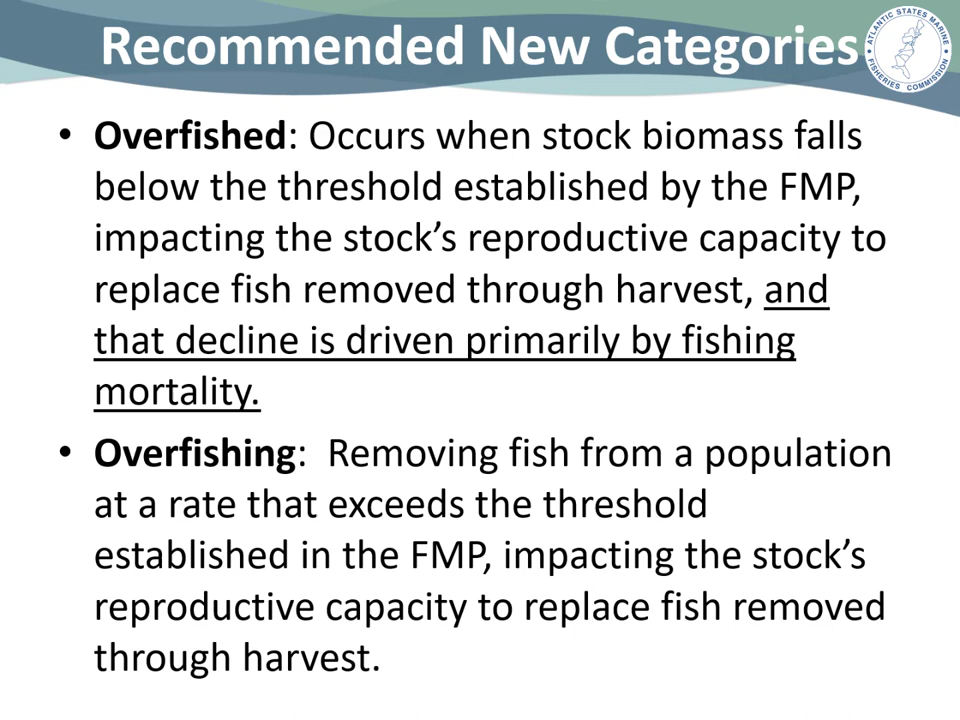 Recommended New Categories
ATLANTIC STATES MARINE
FISHERIES COMMISSION
• Overfished: Occurs when stock biomass falls
below the threshold established by the FMP,
impacting the stock’s reproductive capacity to
replace fish removed through harvest, and
that decline is driven primarily by fishing
mortality.
• Overfishing:  Removing fish from a population
at a rate that exceeds the threshold
established in the FMP, impacting the stock’s
reproductive capacity to replace fish removed
through harvest.